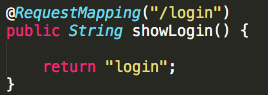 @RequestMapping("/login")
public String showLogin() {
return "login";
}